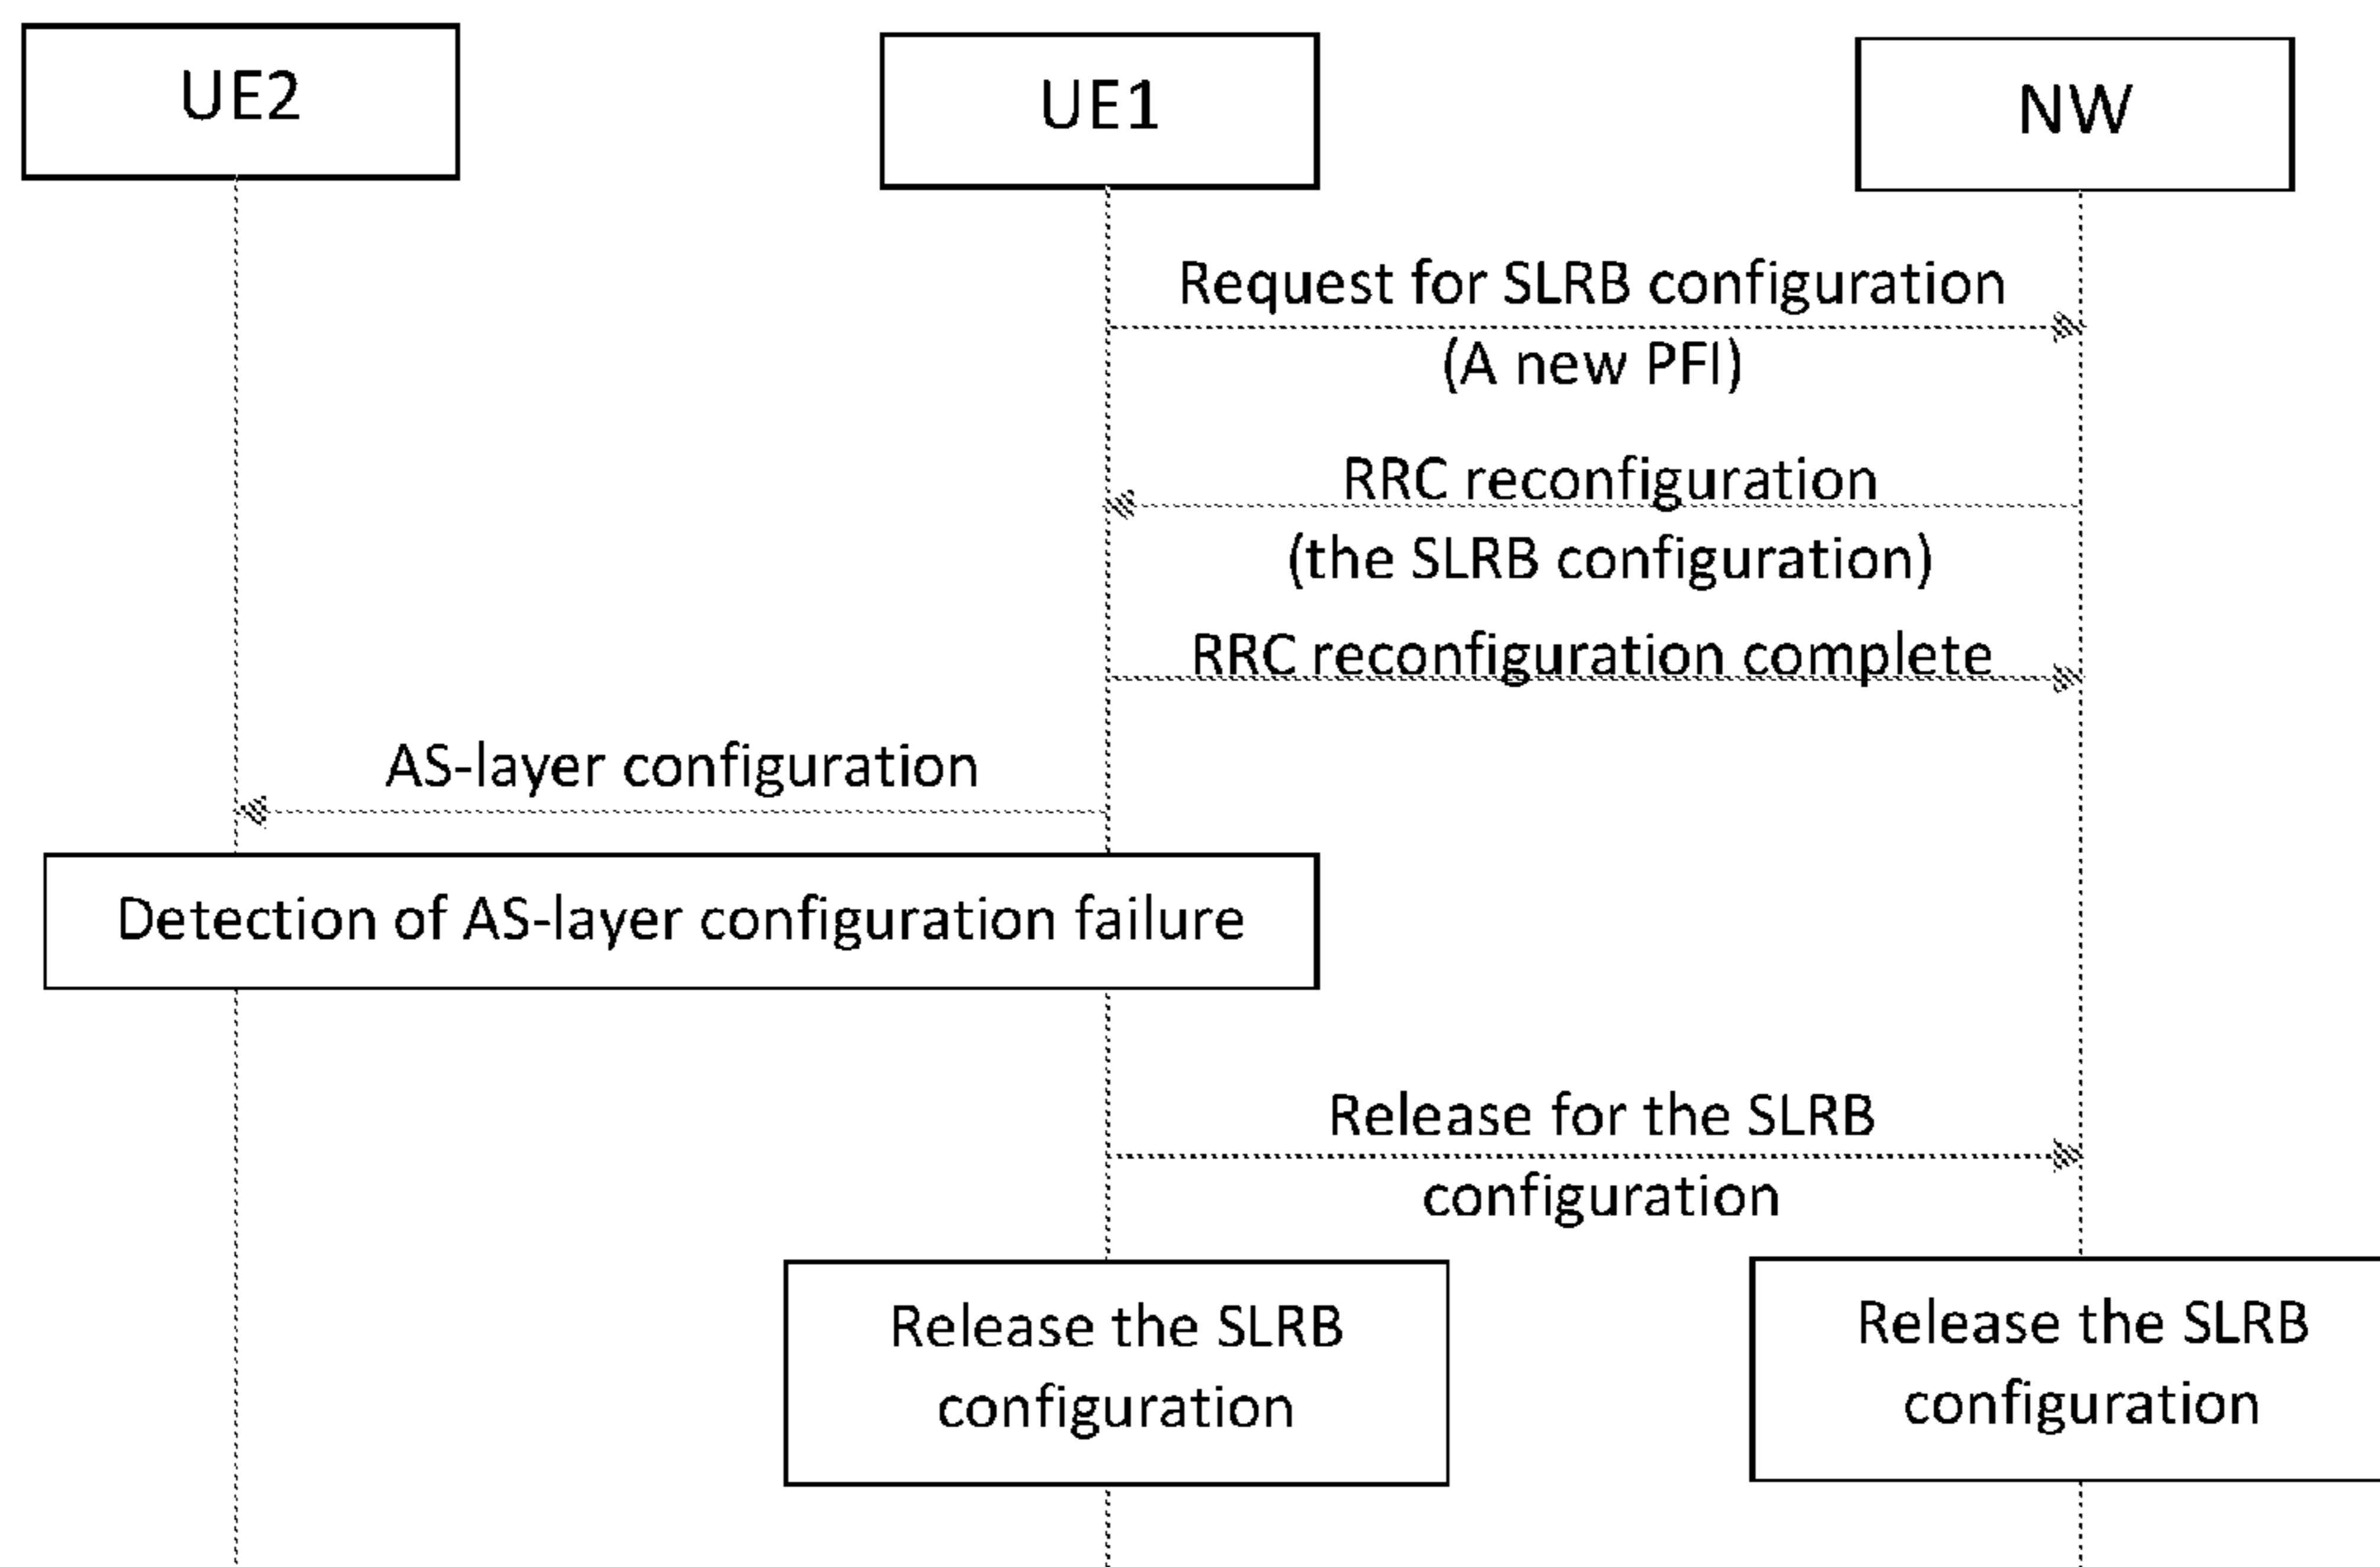 UE2
UE1
NW
Request for SLRB configuration
(A new PFI)
RRC reconfiguration
(the SLRB configuration)
RRC reconfiguration complete
AS-layer configuration
Detection of AS-layer configuration failure
Release for the SLRB
configuration
Release the SLRB
configuration
Release the SLRB
configuration